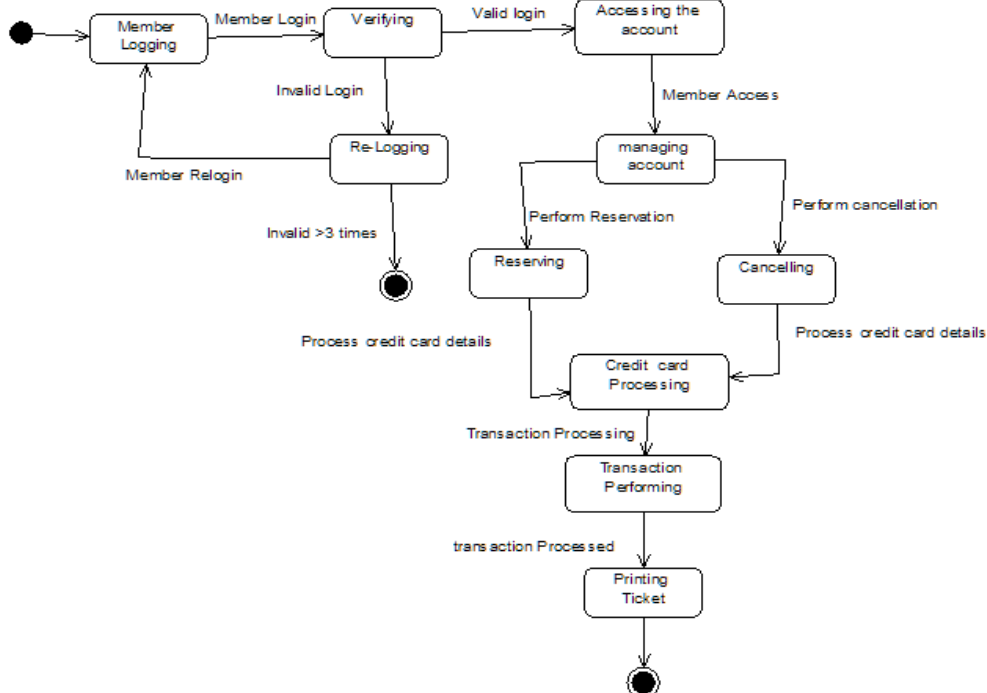 Member
Logging
Member Login
Verifying
Valid login
Accessing the
account
Invalid Login
Member Access
Re-Logging
managing
account
Member Relogin
Perform cancellation
Perform Reservation
Invalid >3 times
Reserving
Cancelling
Process credit card details
Process credit card details
Credit card
Processing
Transaction Processing
Transaction
Performing
transaction Processed
Printing
Ticket